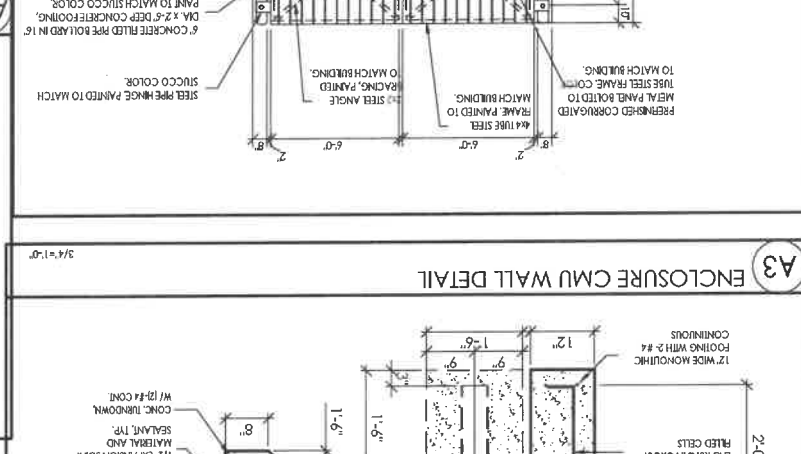 FILLED CELLS
2'-0
12" WIDE MONOLITHIC
FOOTING WITH 2- #4
CONTINUOUS
12"
9"
9"
1'-6"
3"
1'-6"
1'-6"
8"
MATERIAL AND
SEALANT, TYP.
CONC. TURNDOWN,
W/ (2)-#4 CONT.
A3
ENCLOSURE CMU WALL DETAIL
3/4"=1'-0"
8"
2"
6'-0"
6'-0"
2"
8"
PREFINISHED CORRUGATED
METAL PANEL BOLTED TO
TUBE STEEL FRAME. COLOR
TO MATCH BUILDING.
4x4 TUBE STEEL
FRAME, PAINTED TO
MATCH BUILDING.
2x2 STEEL ANGLE
BRACING, PAINTED
TO MATCH BUILDING.
STEEL PIPE HINGE PAINTED TO MATCH
STUCCO COLOR.
6" CONCRETE FILLED PIPE BOLLARD IN 16"
DIA. x 2'-6" DEEP CONCRETE FOOTING,
PAINT TO MATCH STUCCO COLOR.
10"